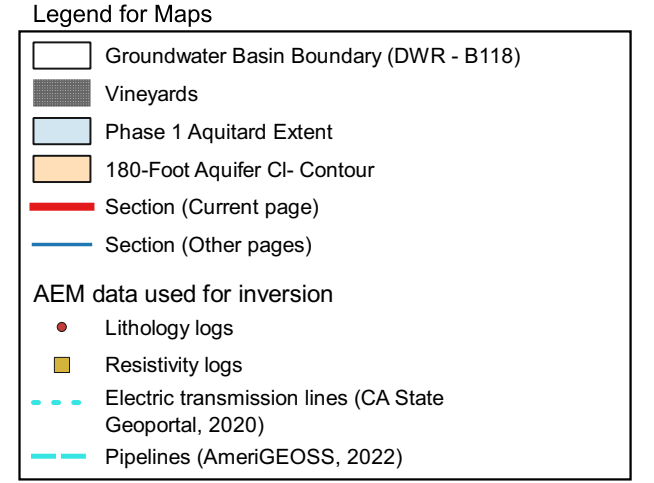 Legend for Maps
Groundwater Basin Boundary (DWR - B118)
Vineyards
Phase 1 Aquitard Extent
180-Foot Aquifer Cl- Contour
Section (Current page)
Section (Other pages)
AEM data used for inversion
Lithology logs
Resistivity logs
Electric transmission lines (CA State
Geoportal, 2020)
Pipelines (AmeriGEOSS, 2022)